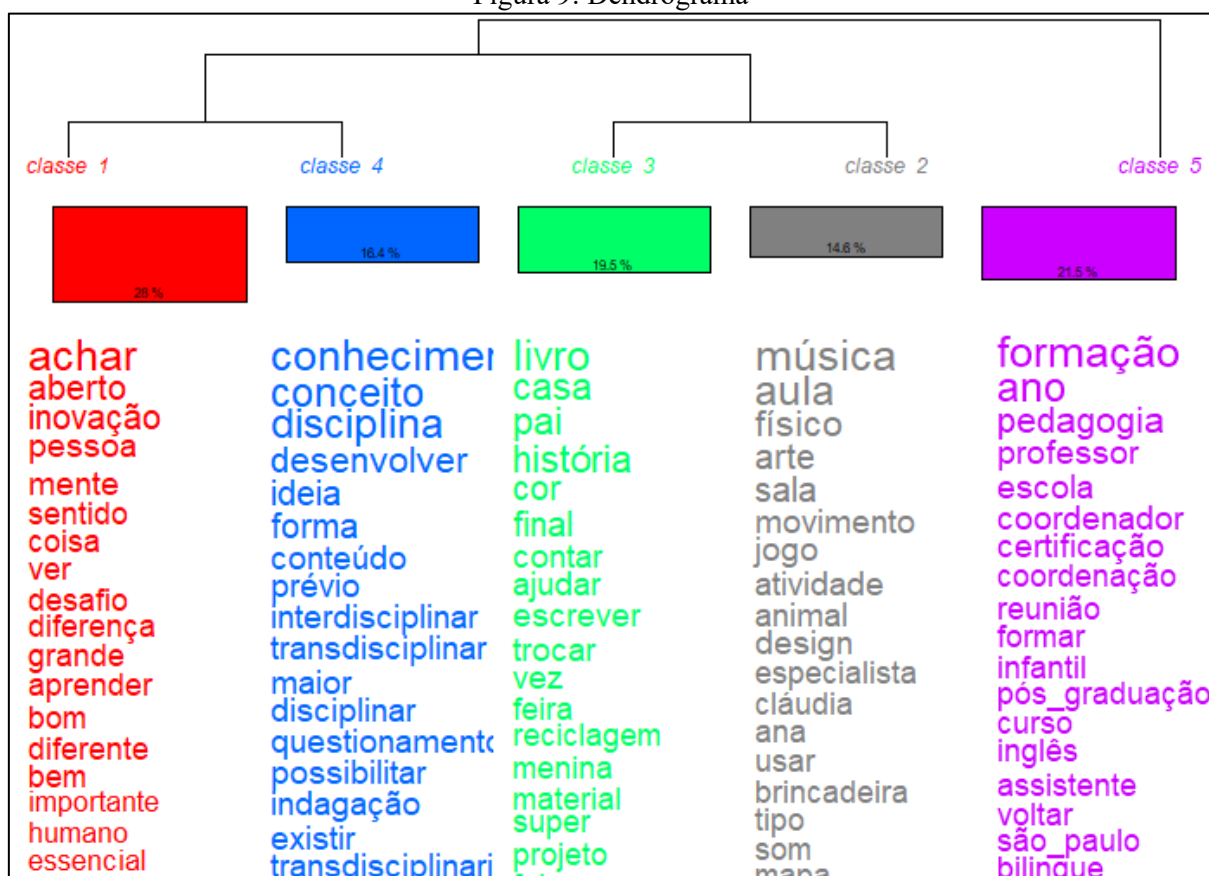 Figura 9: Dendrograma
classe 1
classe 4
classe 3
classe 2
classe 5
28 %
16.4 %
19.5 %
14.6 %
21.5 %
achar
aberto
inovação
pessoa
mente
sentido
coisa
ver
desafio
diferença
grande
aprender
bom
diferente
bem
importante
humano
essencial
conhecimen
conceito
disciplina
desenvolver
ideia
forma
conteúdo
prévio
interdisciplinar
transdisciplinar
maior
disciplinar
questionamento
possibilitar
indagação
existir
transdisciplinari
livro
casa
pai
história
cor
final
contar
ajudar
escrever
trocar
vez
feira
reciclagem
menina
material
super
projeto
música
aula
físico
arte
sala
movimento
jogo
atividade
animal
design
especialista
cláudia
ana
usar
brincadeira
tipo
som
mapa
formação
ano
pedagogia
professor
escola
coordenador
certificação
coordenação
reunião
formar
infantil
pós_graduação
curso
inglês
assistente
voltar
são_paulo
bilingue